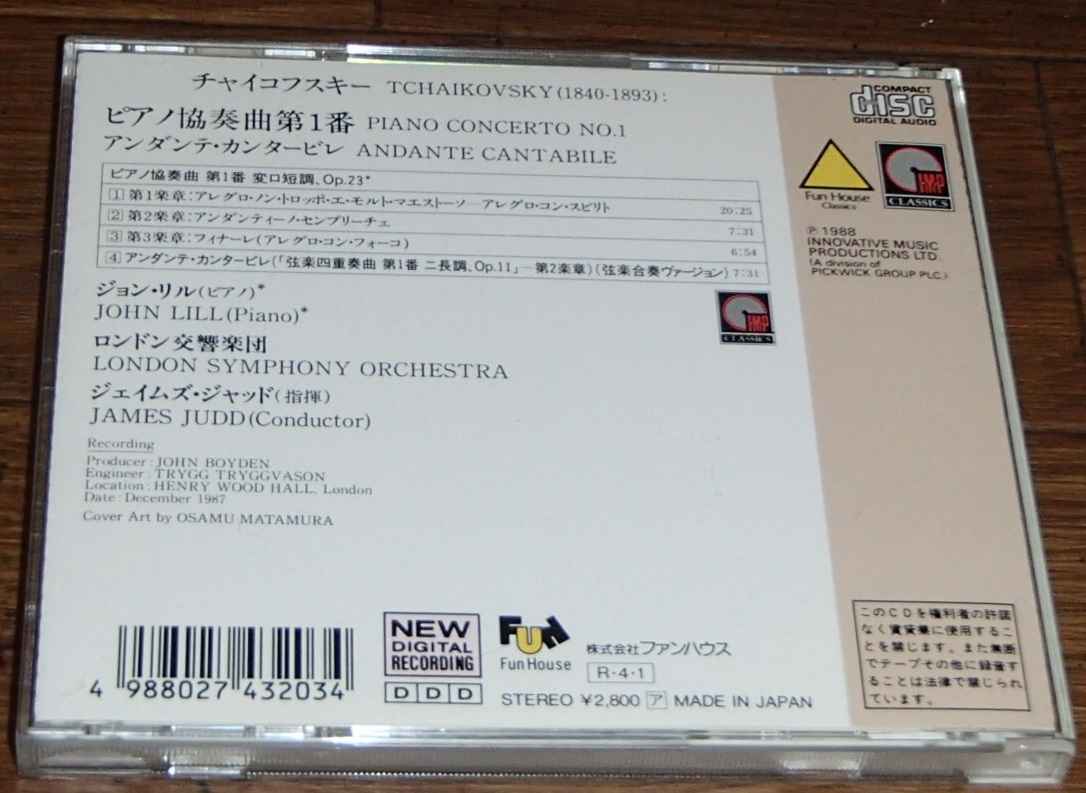 チャイコフスキー TCHAIKOVSKY(1840-1893):
ピアノ協奏曲第1番 PIANO CONCERTO NO.1
アンダンテ・カンタービレ ANDANTE CANTABILE
ピアノ協奏曲 第1番 変ロ短調、Op.23*
1 第1楽章:アレグロ・ノン・トロッポ・エ・モルト・マエストーソ―アレグロ・コン・スピリト 20:25
2 第2楽章:アンダンティーノ・センプリーチェ 7:31
3 第3楽章:フィナーレ(アレグロ・コン・フォーコ) 6:54
4 アンダンテ・カンタービレ(「弦楽四重奏曲 第1番 ニ長調、Op.11」―第2楽章)(弦楽合奏ヴァージョン) 7:31
ジョン・リル(ピアノ)*
JOHN LILL(Piano)*
ロンドン交響楽団
LONDON SYMPHONY ORCHESTRA
ジェイムズ・ジャッド(指揮)
JAMES JUDD(Conductor)
Recording
Producer:JOHN BOYDEN
Engineer:TRYGG TRYGGVASON
Location:HENRY WOOD HALL, London
Date:December 1987
Cover Art by OSAMU MATAMURA
IMP
CLASSICS
COMPACT
disc
DIGITAL AUDIO
Fun House
Classics
IMP
CLASSICS
Ⓟ 1988
INNOVATIVE MUSIC
PRODUCTIONS LTD.
(A division of
PICKWICK GROUP PLC.)
4 988027 432034
NEW
DIGITAL
RECORDING
D D D
Fun
Fun House
株式会社ファンハウス
R・4・1
STEREO ¥2,800 ア MADE IN JAPAN
このCDを権利者の許諾
なく賃貸業に使用するこ
とを禁じます。また無断
でテープその他に録音す
ることは法律で禁じられ
ています。